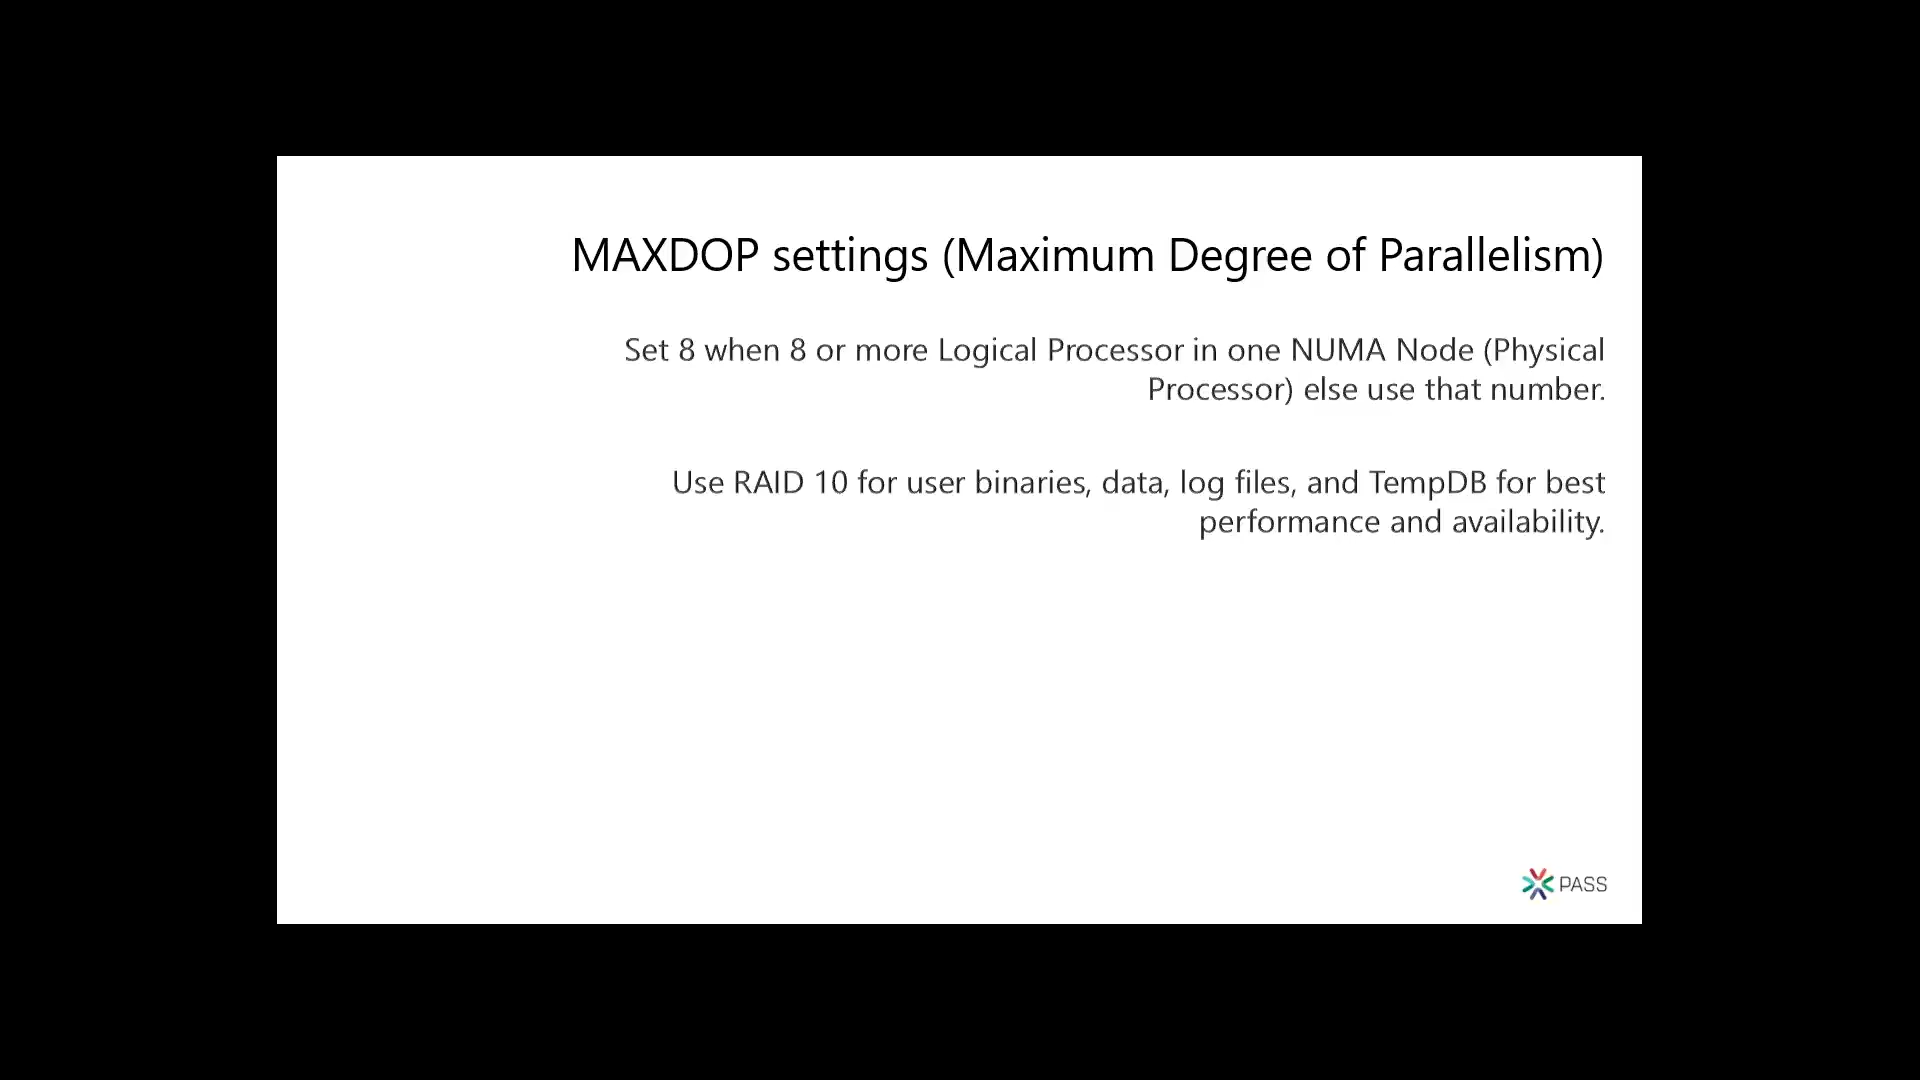 MAXDOP settings (Maximum Degree of Parallelism)
Set 8 when 8 or more Logical Processor in one NUMA Node (Physical
Processor) else use that number.
Use RAID 10 for user binaries, data, log files, and TempDB for best
performance and availability.
PASS